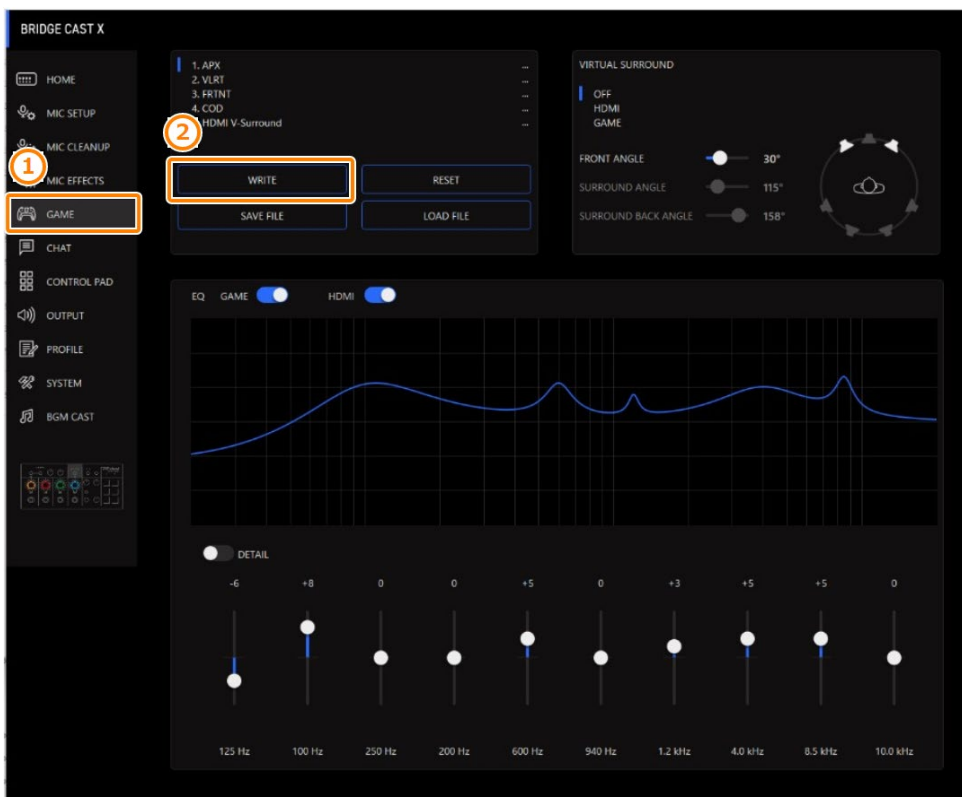 BRIDGE CAST X
HOME
MIC SETUP
MIC CLEANUP
1
MIC EFFECTS
GAME
CHAT
CONTROL PAD
OUTPUT
PROFILE
SYSTEM
BGM CAST
1. APX ...
2. VLRT ...
3. FRTNT ...
4. COD ...
HDMI V-Surround ...
2
WRITE RESET
SAVE FILE LOAD FILE
VIRTUAL SURROUND
OFF
HDMI
GAME
FRONT ANGLE 30°
SURROUND ANGLE 115°
SURROUND BACK ANGLE 158°
EQ GAME HDMI
DETAIL
-6 +8 0 0 +5 0 +3 +5 +5 0
125 Hz 100 Hz 250 Hz 200 Hz 600 Hz 940 Hz 1.2 kHz 4.0 kHz 8.5 kHz 10.0 kHz